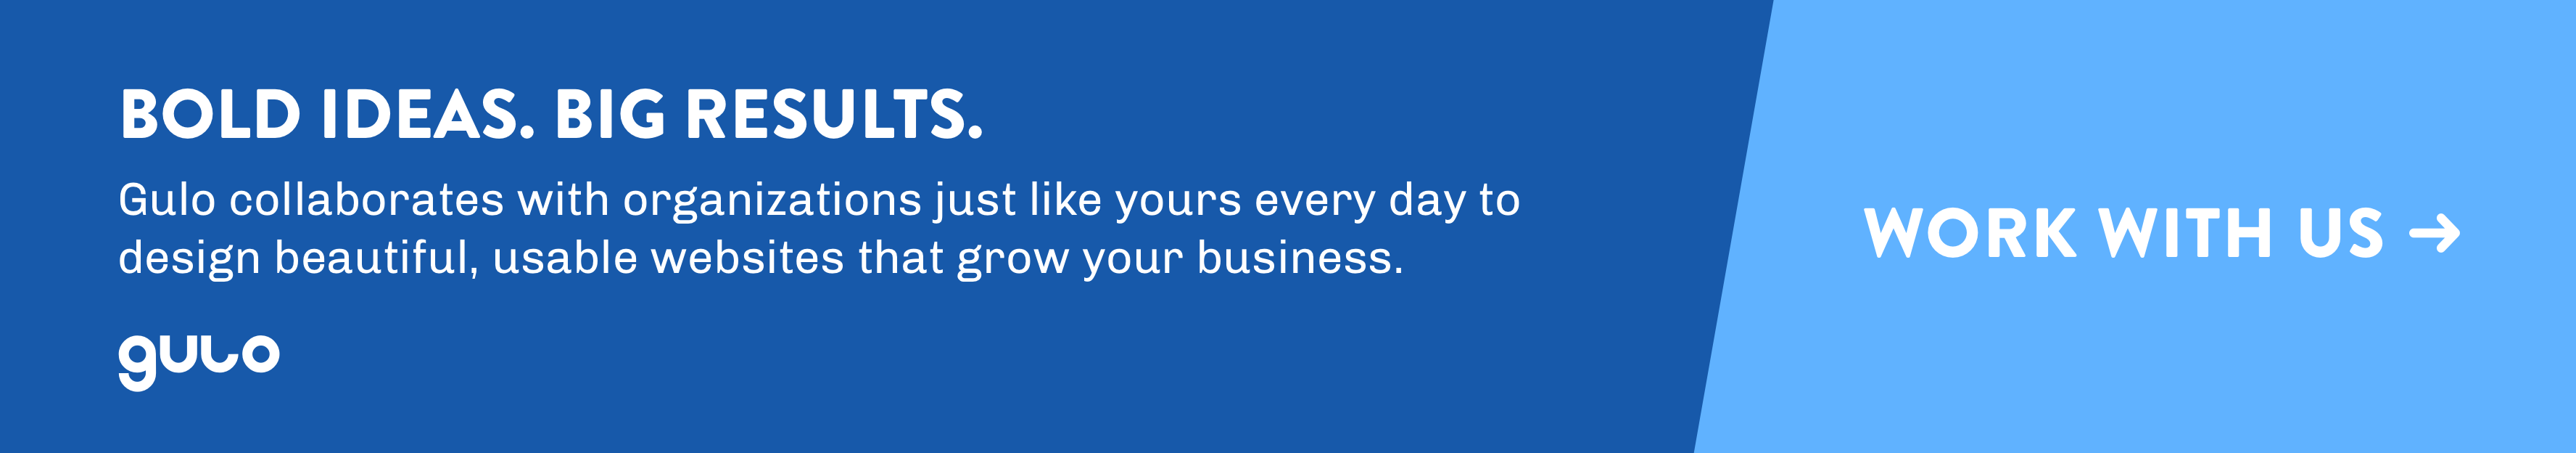 BOLD IDEAS. BIG RESULTS.
Gulo collaborates with organizations just like yours every day to
design beautiful, usable websites that grow your business.
gulo
WORK WITH US →